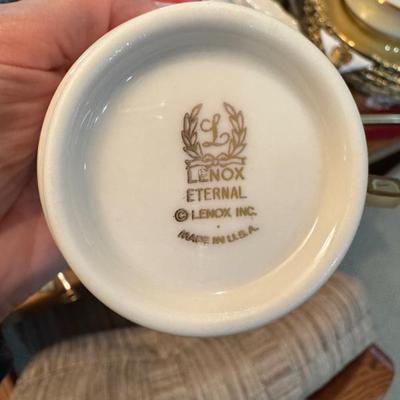 L
LENOX
ETERNAL
© LENOX INC.
MADE IN U.S.A.